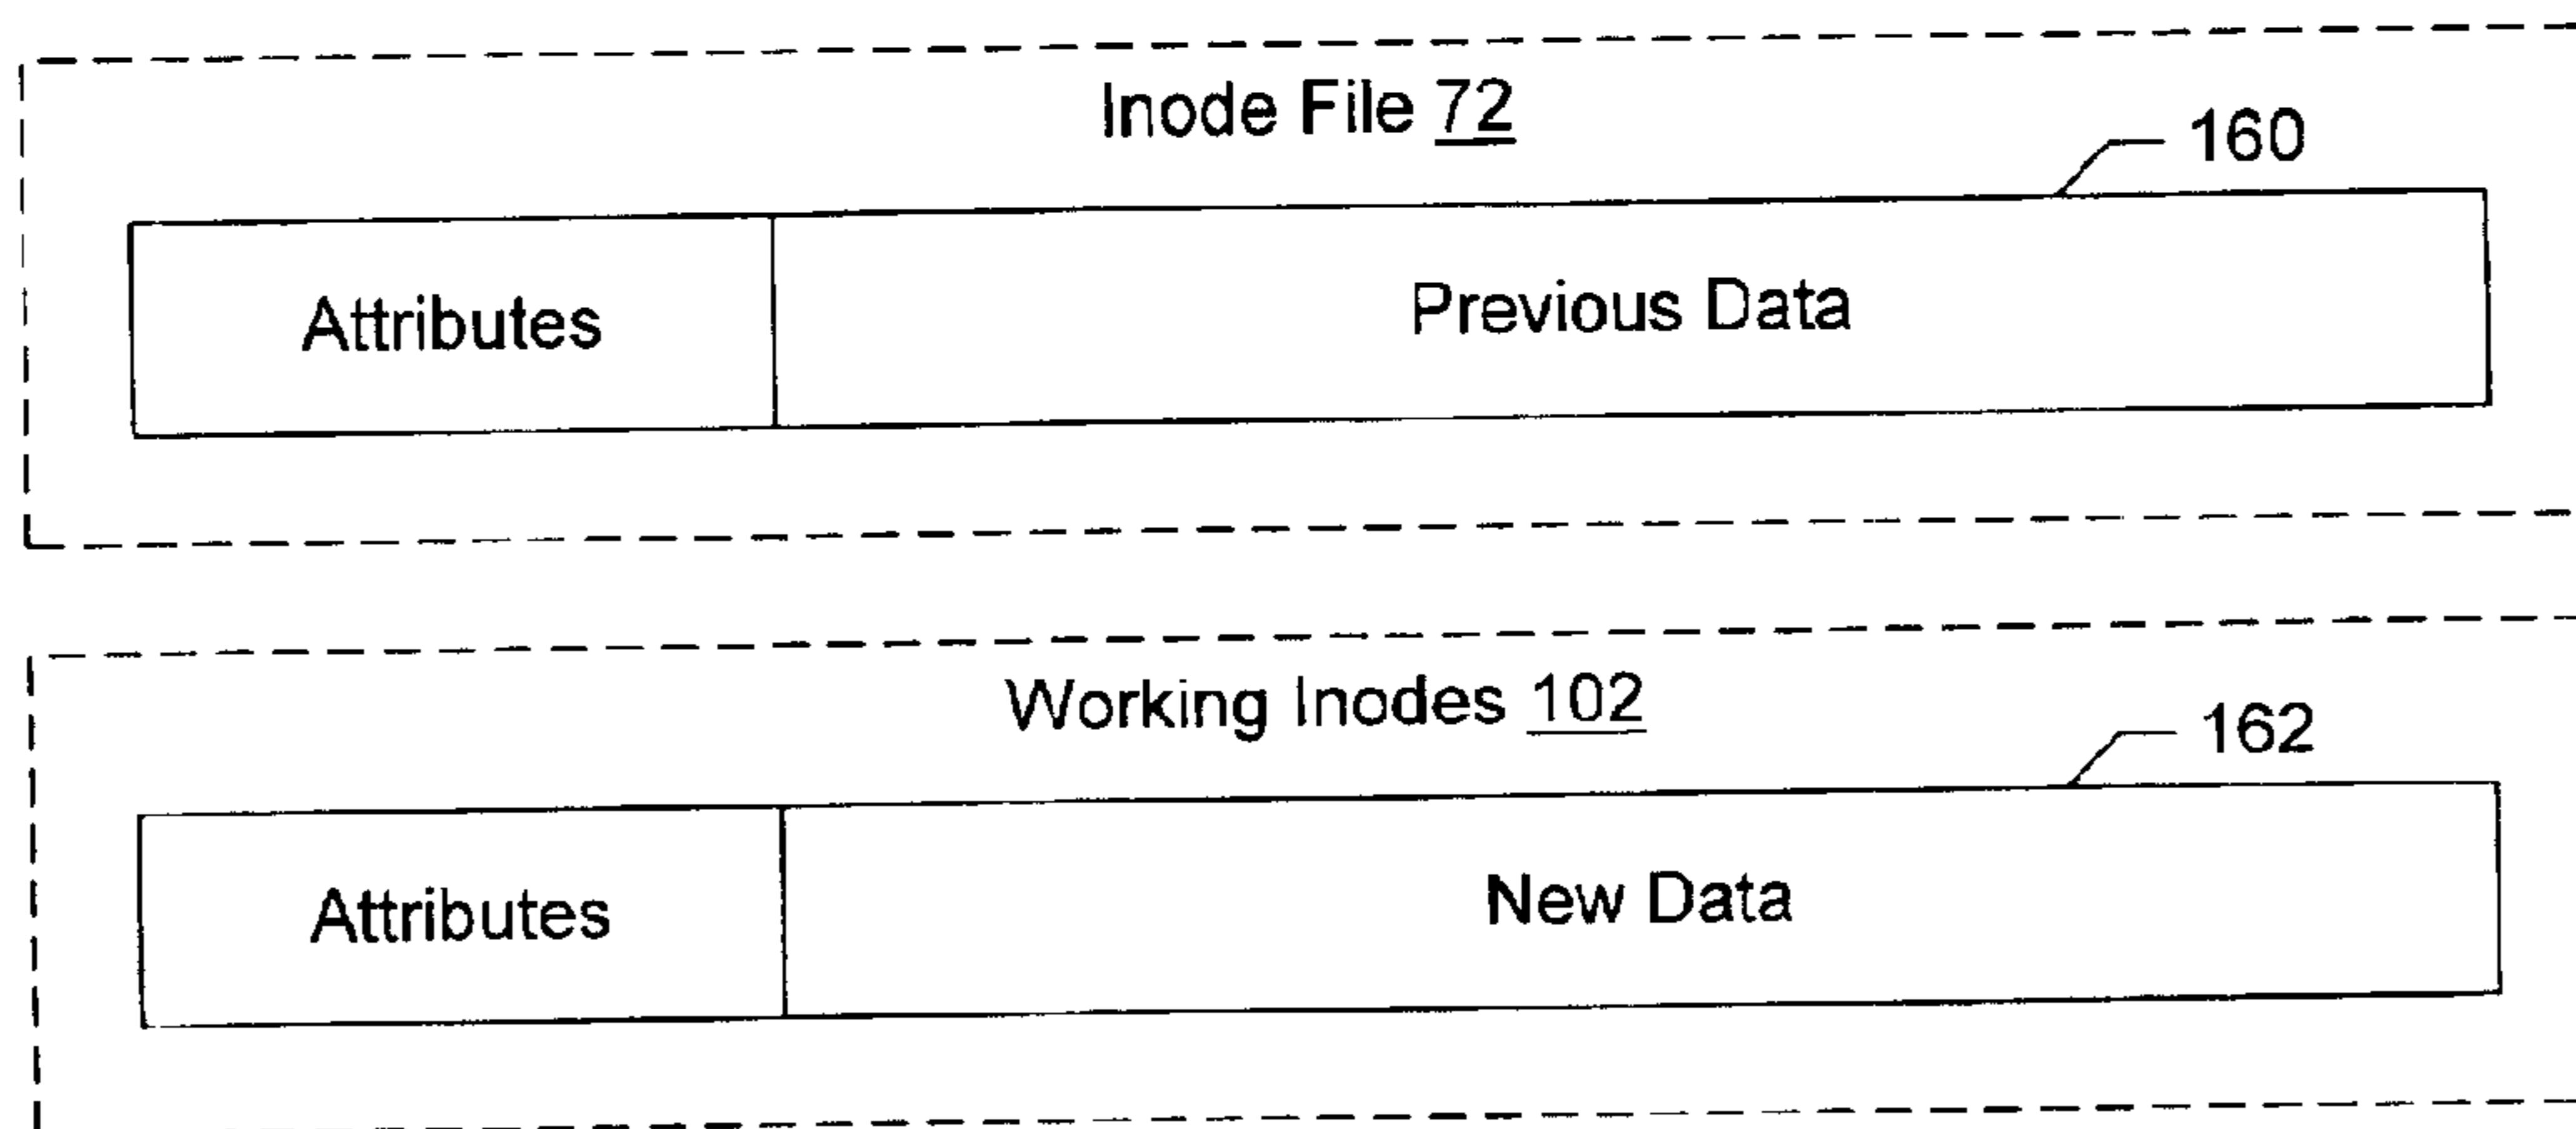 Inode File 72
160
Attributes
Previous Data
Working Inodes 102
162
Attributes
New Data